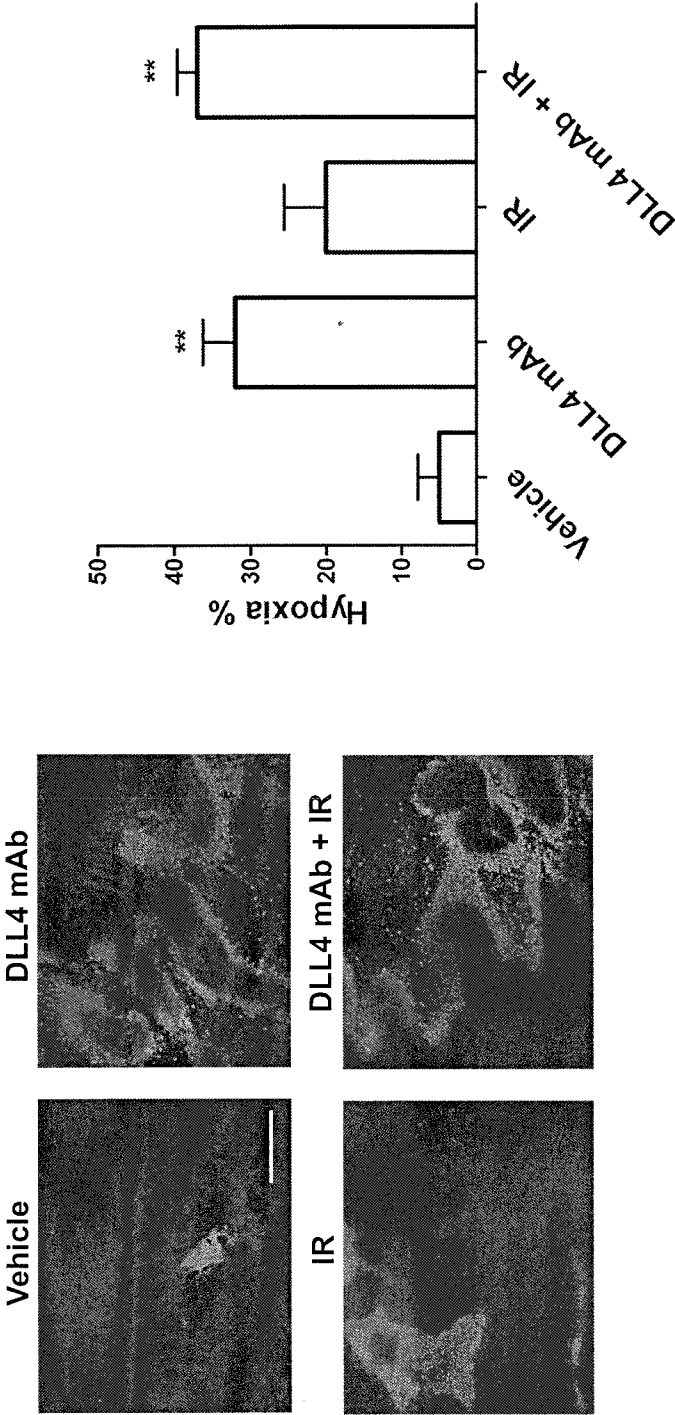 Vehicle
DLL4 mAb
IR
DLL4 mAb + IR
Hypoxia %
50
40
30
20
10
0
**
**
Vehicle
DLL4 mAb
IR
DLL4 mAb + IR